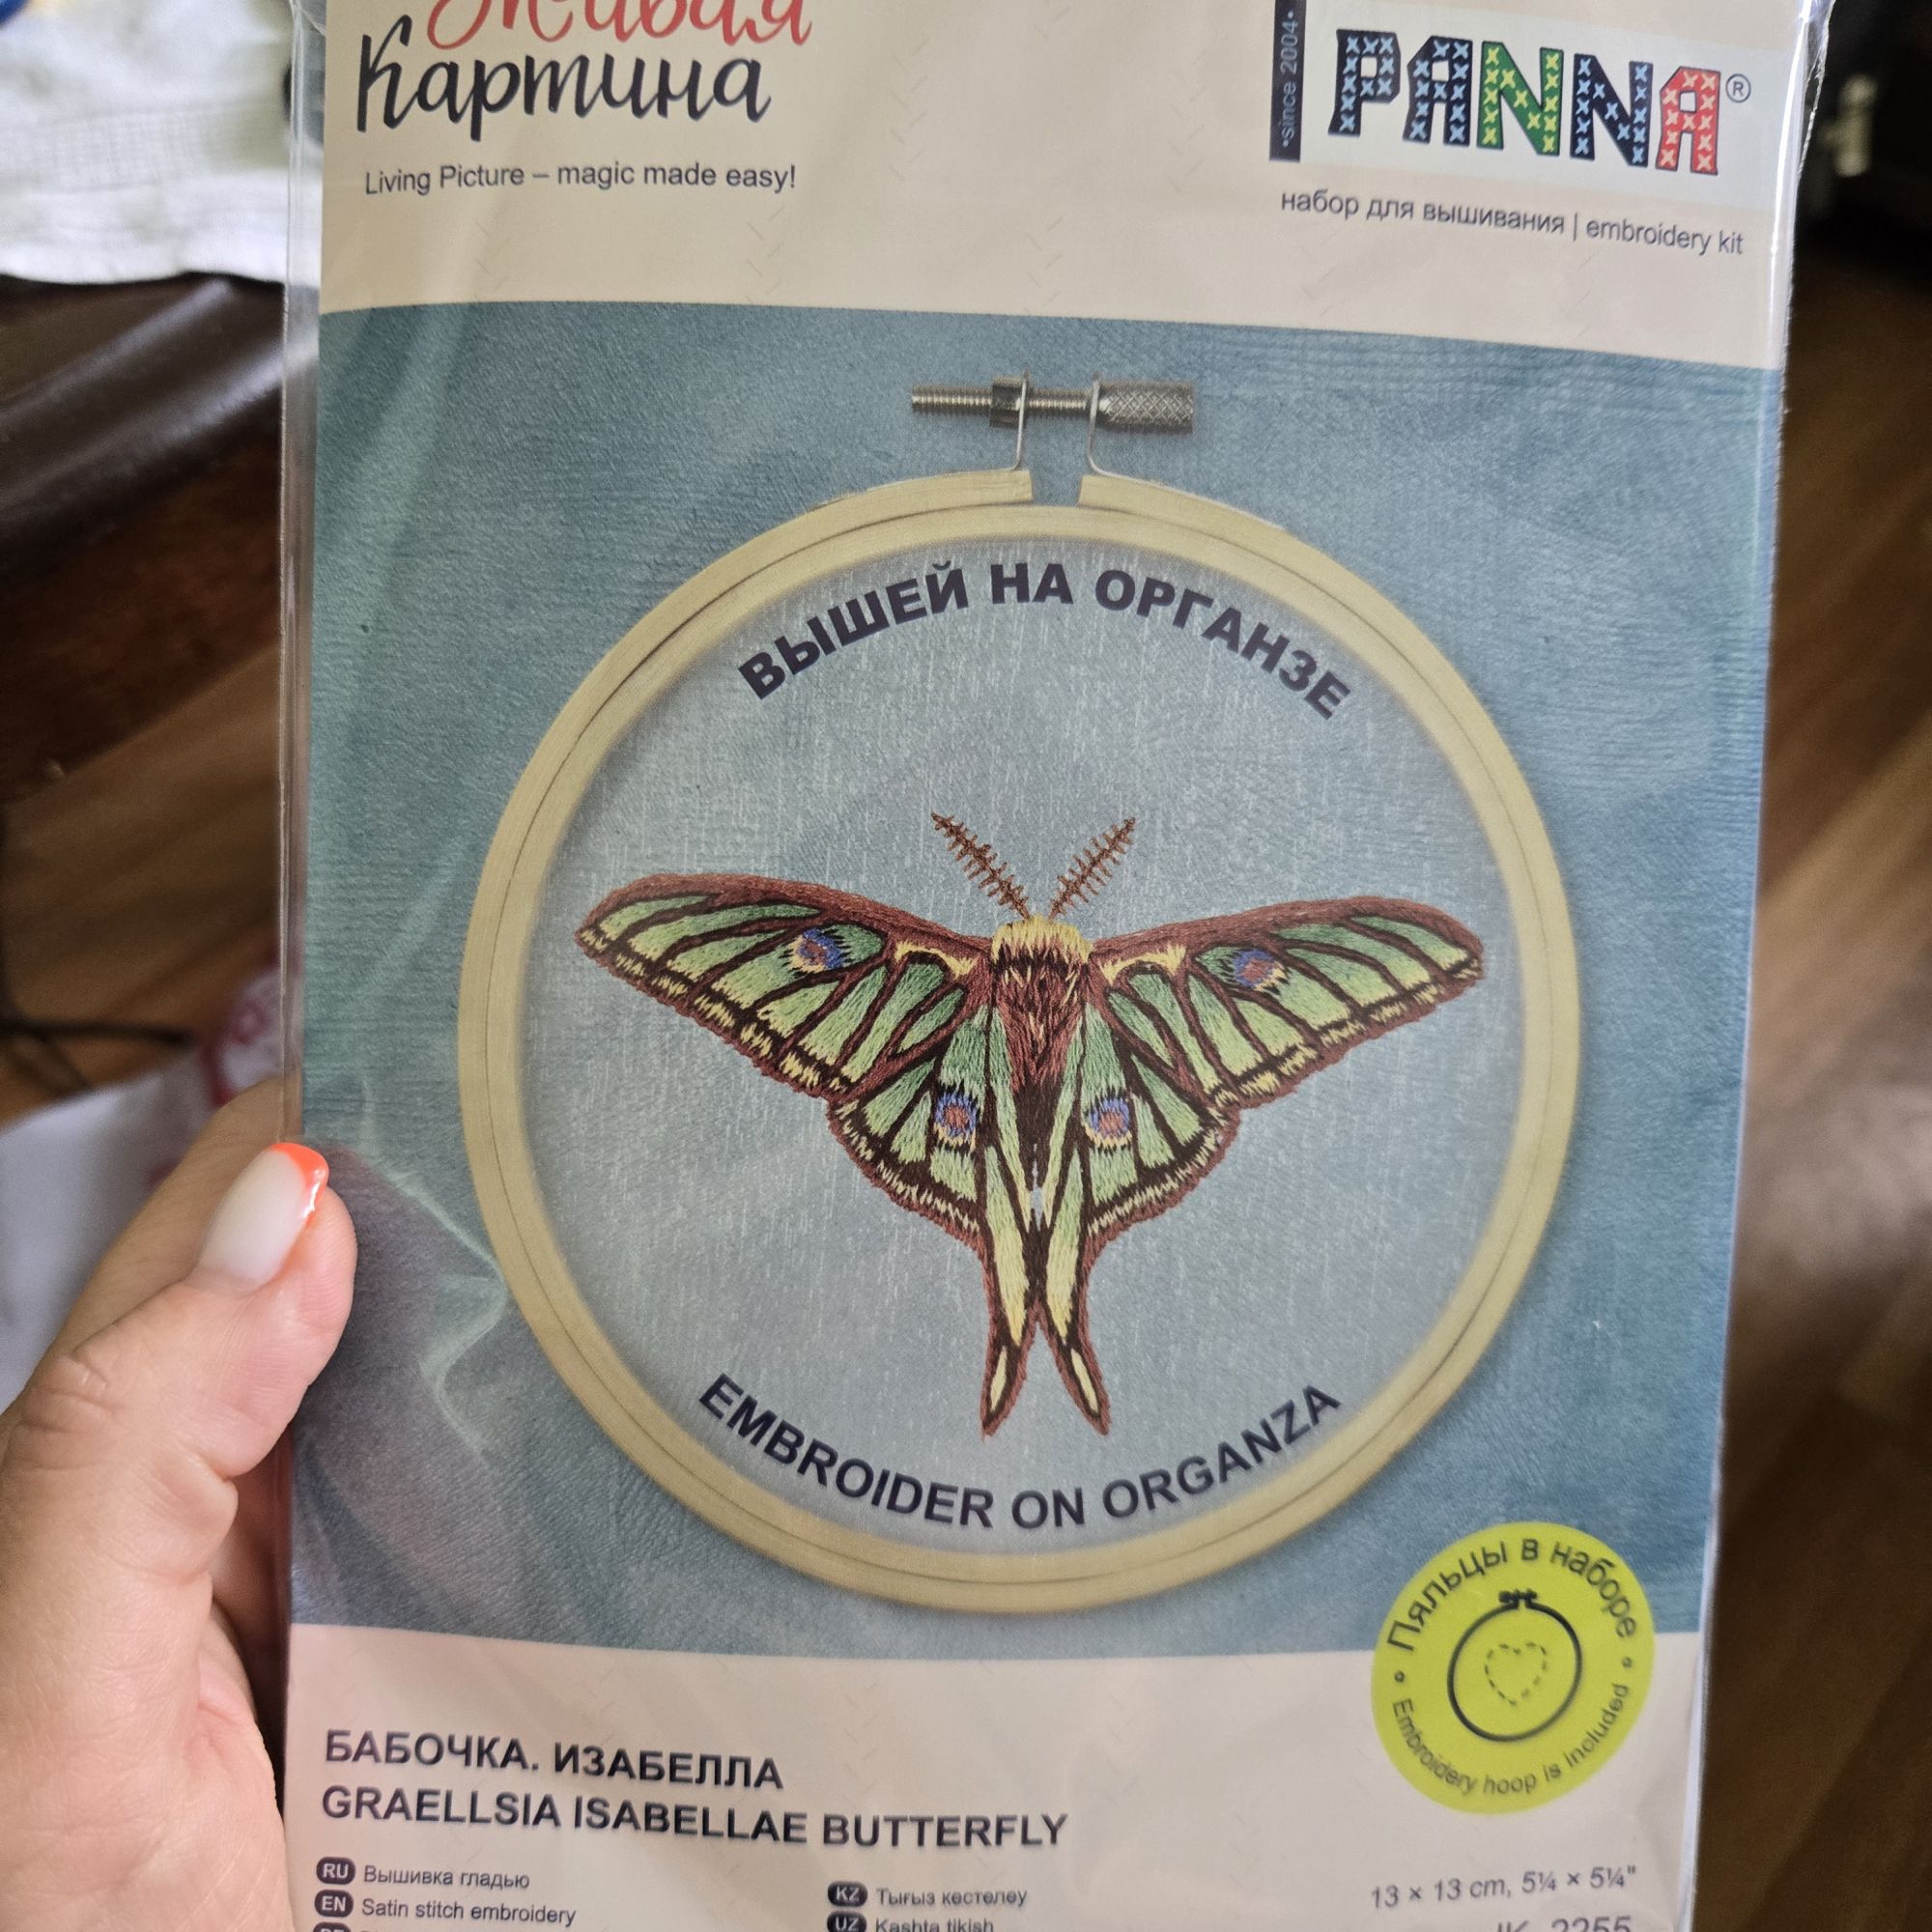 Живая
Картина
Living Picture – magic made easy!
•since 2004•
PANNA®
набор для вышивания | embroidery kit
ВЫШЕЙ НА ОРГАНЗЕ
EMBROIDER ON ORGANZA
Пяльцы в наборе
• Embroidery hoop is included •
БАБОЧКА. ИЗАБЕЛЛА
GRAELLSIA ISABELLAE BUTTERFLY
RU Вышивка гладью
EN Satin stitch embroidery
KZ Тығыз кестелеу
UZ Kashta tikish
13 × 13 cm, 5¼ × 5¼"